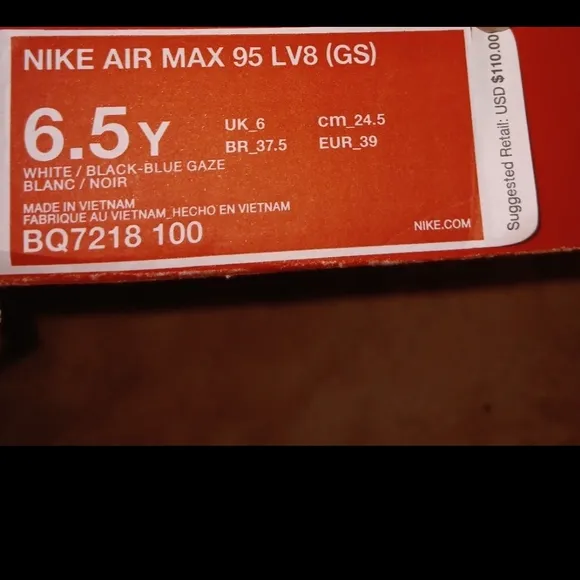 NIKE AIR MAX 95 LV8 (GS)
6.5Y
UK_6 cm_24.5
BR_37.5 EUR_39
WHITE / BLACK-BLUE GAZE
BLANC / NOIR
MADE IN VIETNAM
FABRIQUE AU VIETNAM_HECHO EN VIETNAM
BQ7218 100
NIKE.COM
Suggested Retail: USD $110.00